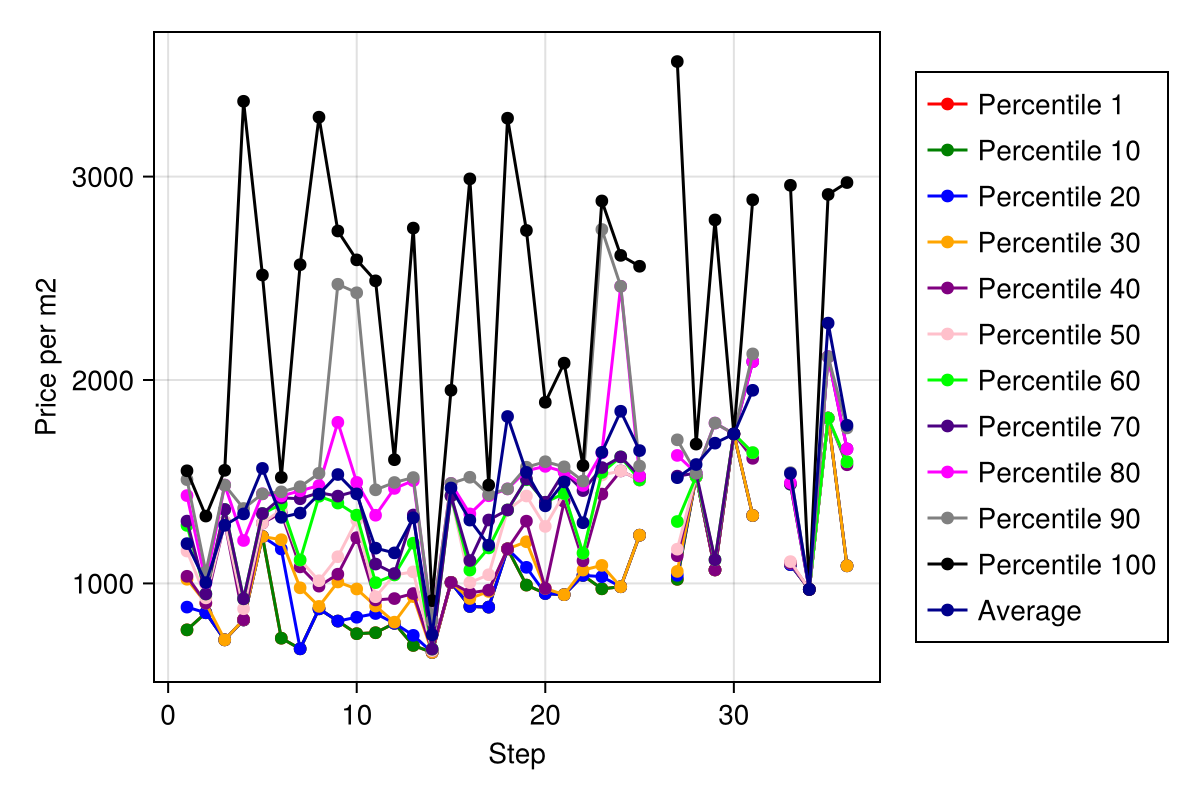 3000
2000
1000
Price per m2
0
10
20
30
Step
Percentile 1
Percentile 10
Percentile 20
Percentile 30
Percentile 40
Percentile 50
Percentile 60
Percentile 70
Percentile 80
Percentile 90
Percentile 100
Average